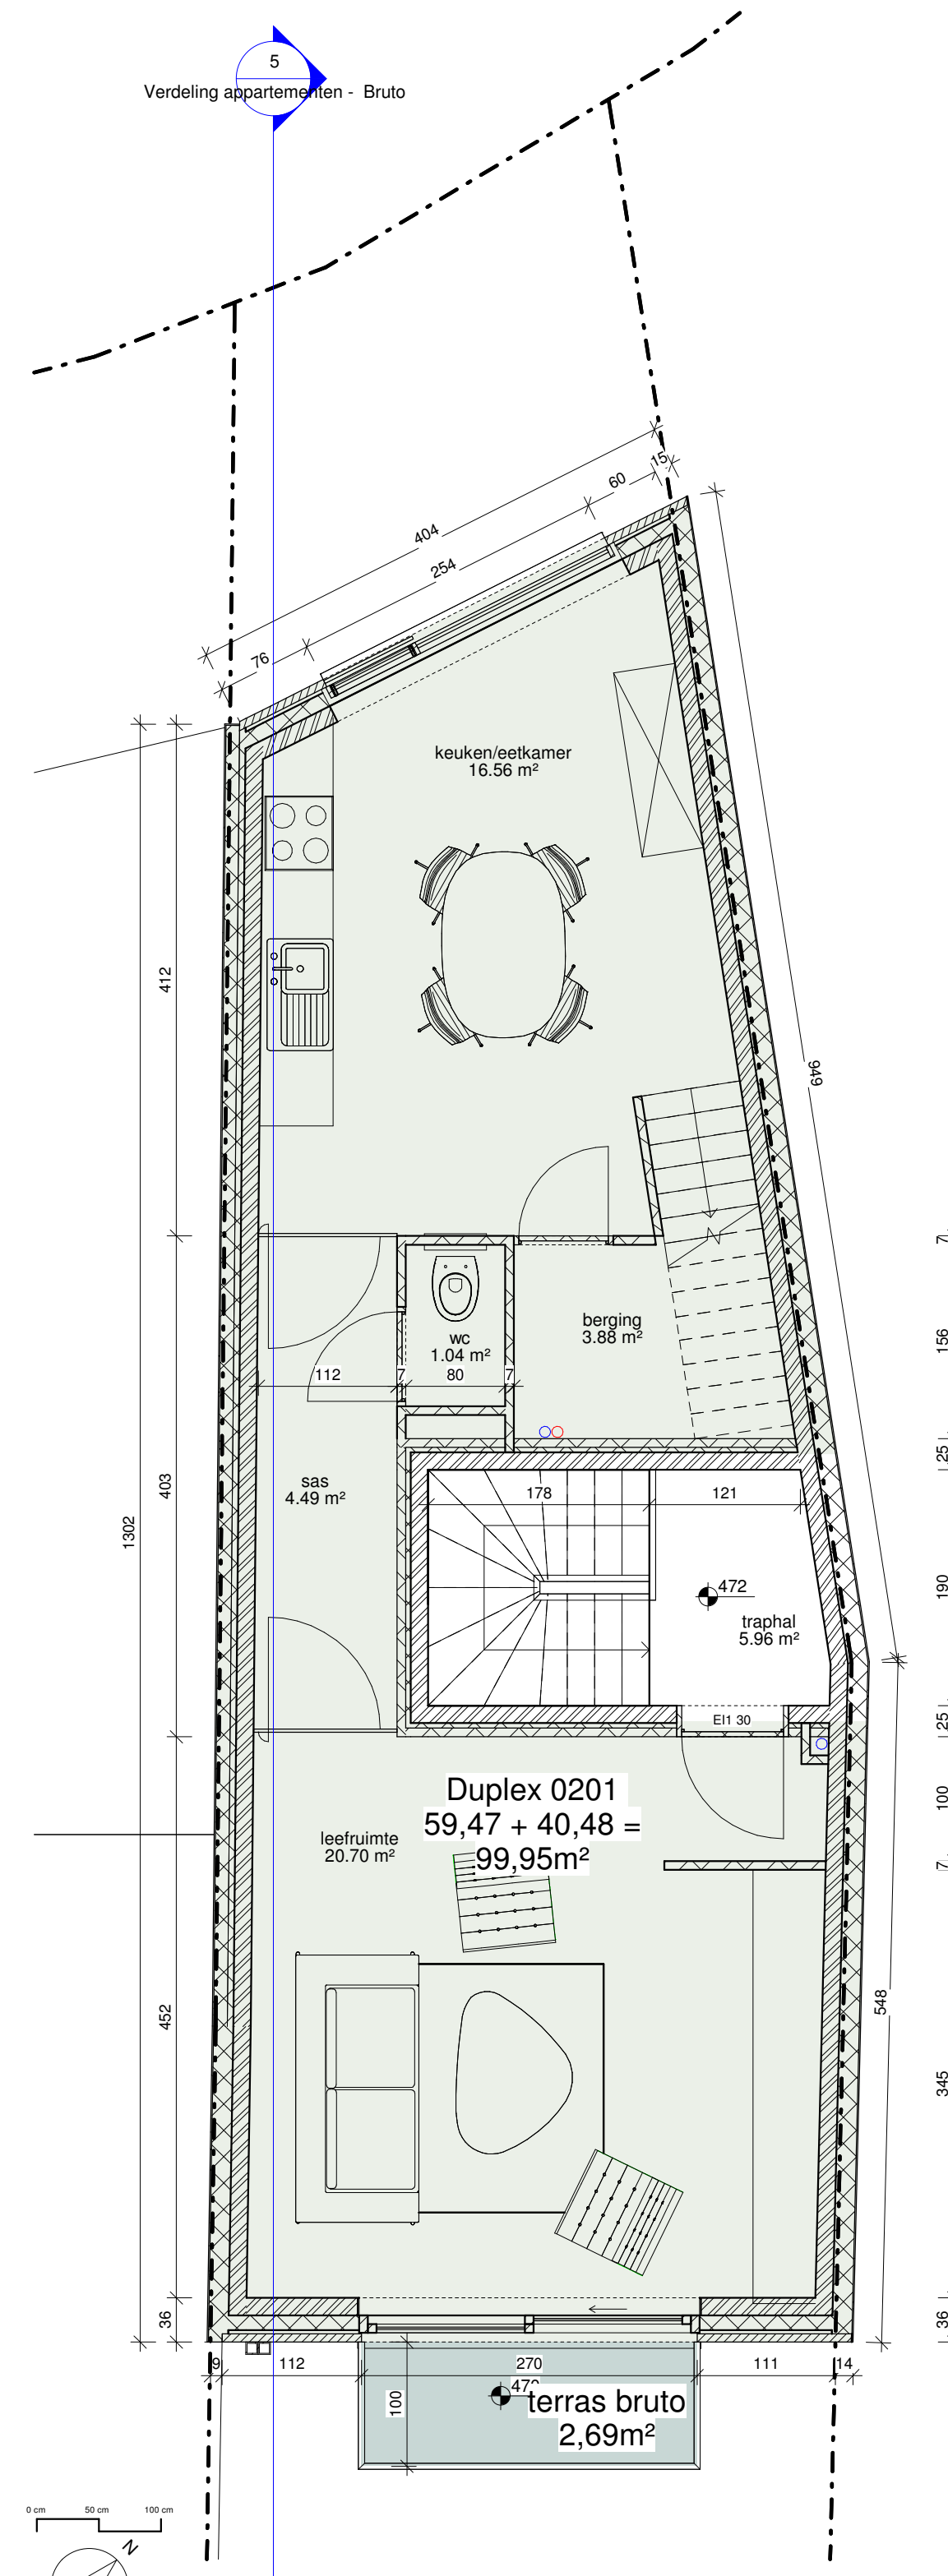 5
Verdeling appartementen - Bruto
15
60
404
254
76
keuken/eetkamer
16.56 m²
412
949
7
berging
3.88 m²
156
wc
1.04 m²
112
7
80
7
25
sas
4.49 m²
403
178
121
1302
472
190
traphal
5.96 m²
EI1 30
25
Duplex 0201
59,47 + 40,48 =
99,95m²
100
leefruimte
20.70 m²
7
452
548
345
36
36
9
112
270
111
14
100
terras bruto
2,69m²
0 cm
50 cm
100 cm
N